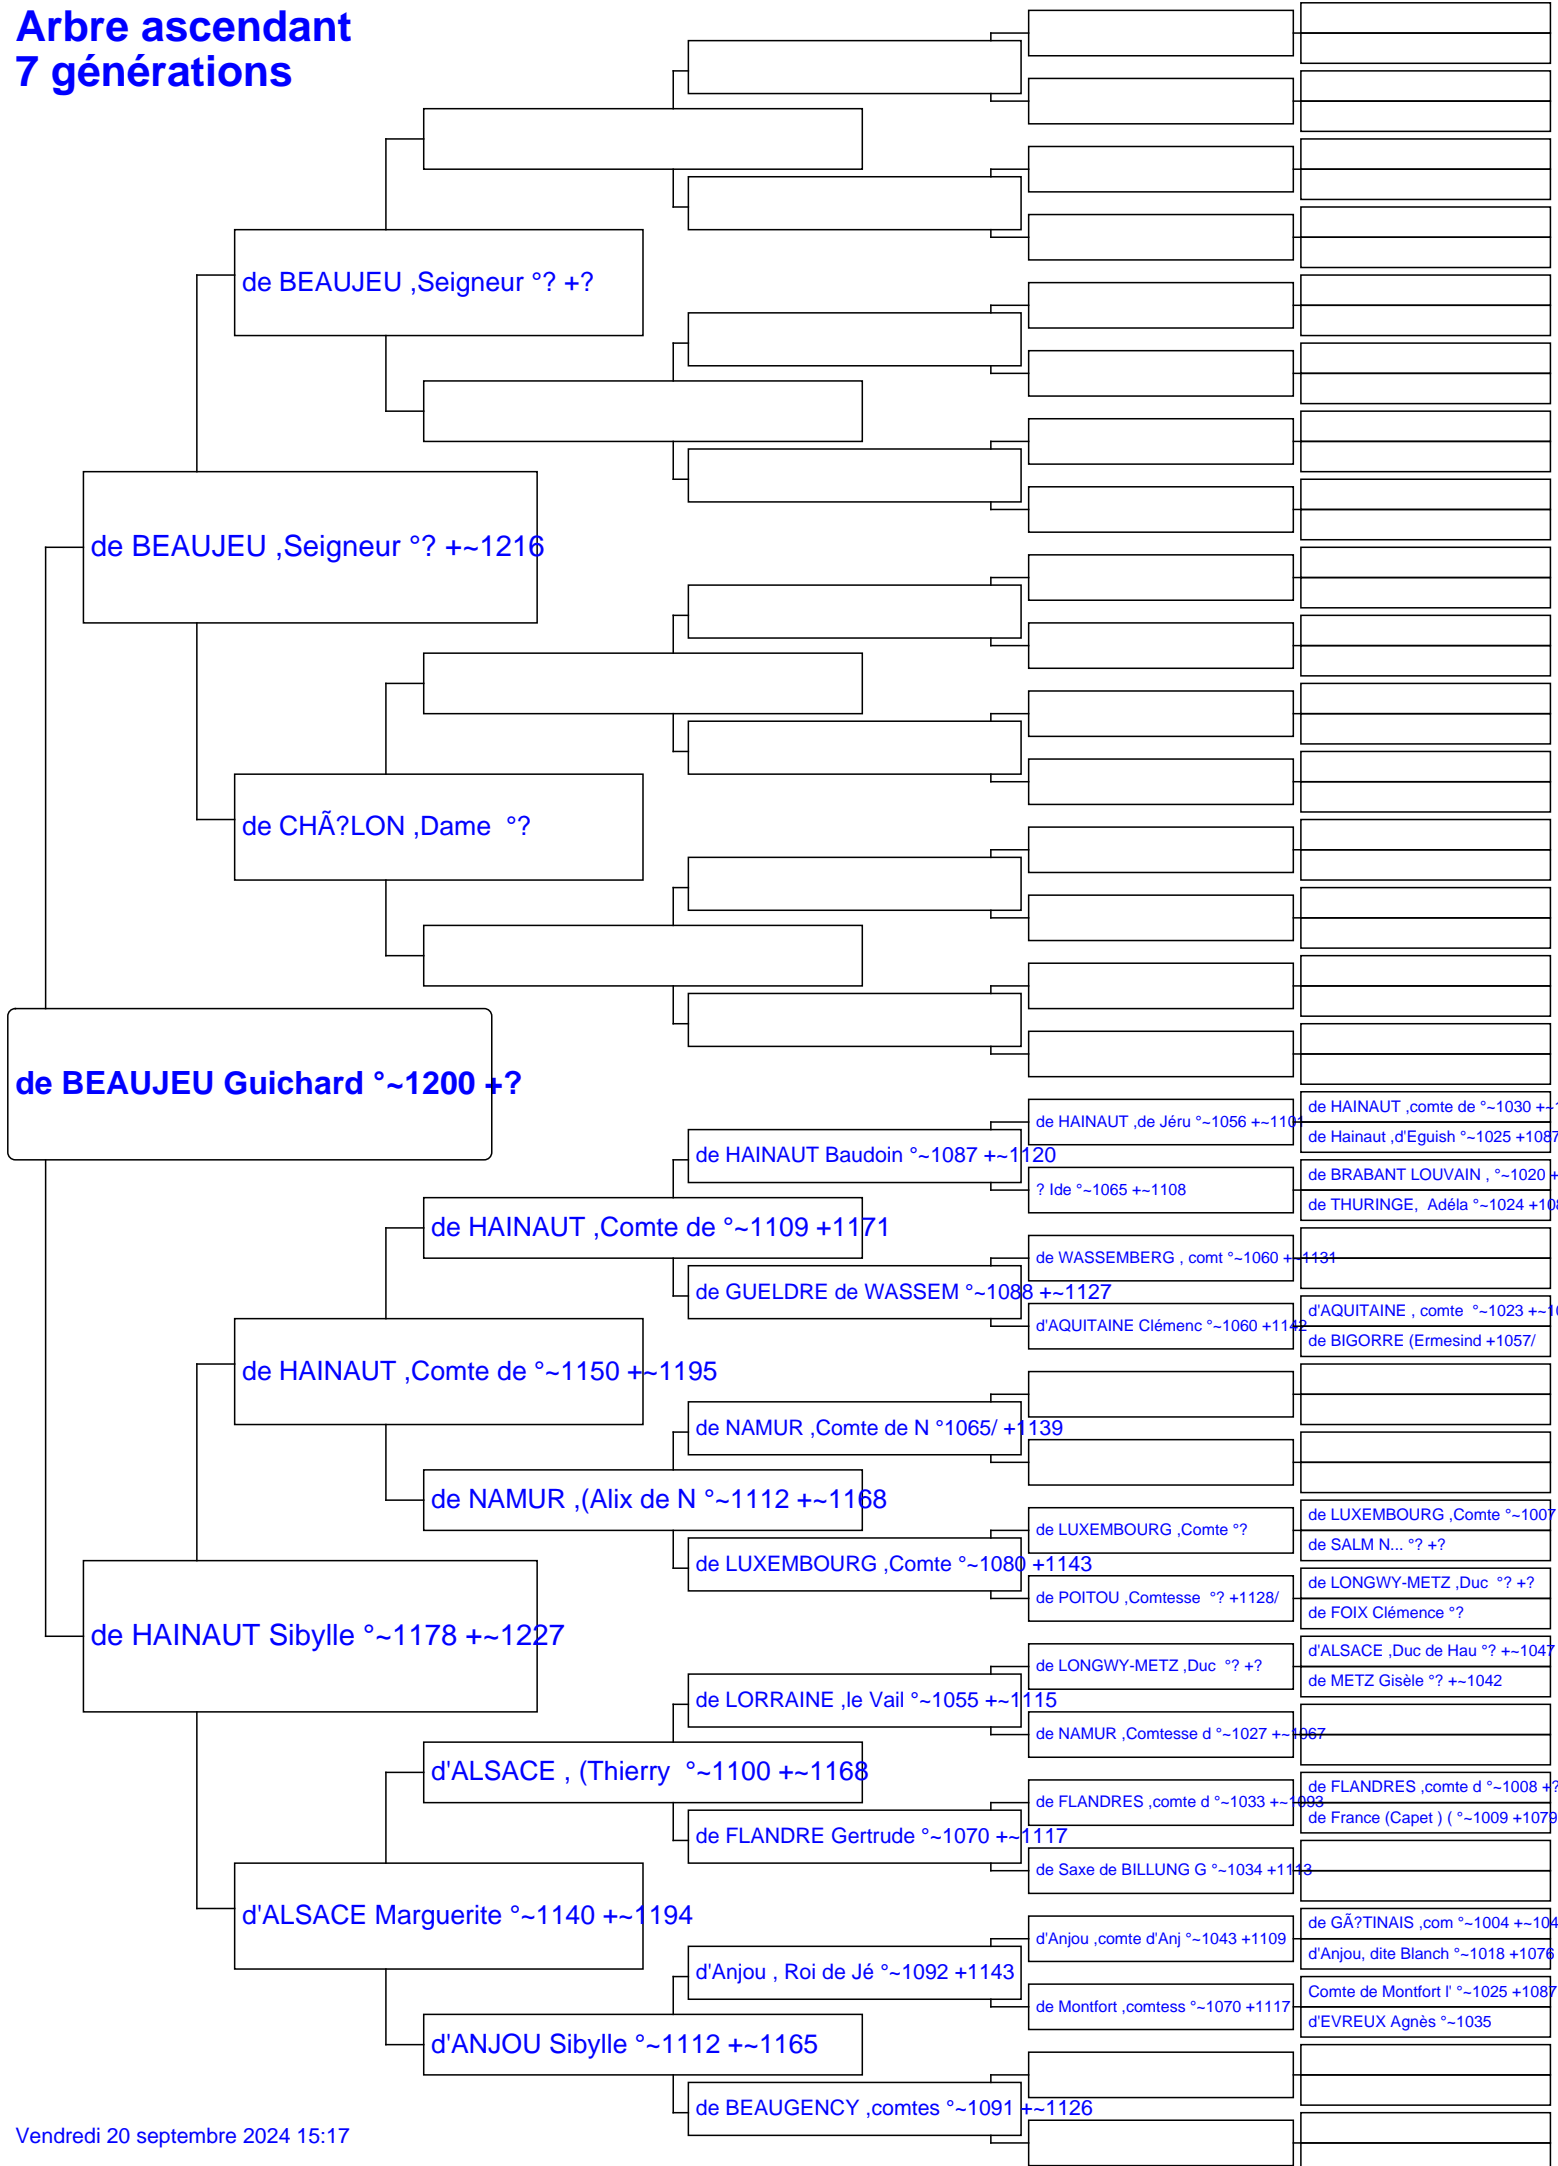 Arbre ascendant
7 générations
de BEAUJEU ,Seigneur °? +?
de BEAUJEU ,Seigneur °? +~1216
de CHÃ?LON ,Dame °?
de BEAUJEU Guichard °~1200 +?
de HAINAUT ,de Jéru °~1056 +~1101
de HAINAUT ,comte de °~1030 +~1
de Hainaut ,d'Eguish °~1025 +1087
de HAINAUT Baudoin °~1087 +~1120
? Ide °~1065 +~1108
de BRABANT LOUVAIN , °~1020 +
de THURINGE, Adéla °~1024 +108
de HAINAUT ,Comte de °~1109 +1171
de WASSEMBERG , comt °~1060 +~1131
de GUELDRE de WASSEM °~1088 +~1127
d'AQUITAINE Clémenc °~1060 +1142
d'AQUITAINE , comte °~1023 +~10
de BIGORRE (Ermesind +1057/
de HAINAUT ,Comte de °~1150 +~1195
de NAMUR ,Comte de N °1065/ +1139
de NAMUR ,(Alix de N °~1112 +~1168
de LUXEMBOURG ,Comte °?
de LUXEMBOURG ,Comte °~1007
de SALM N... °? +?
de LUXEMBOURG ,Comte °~1080 +1143
de POITOU ,Comtesse °? +1128/
de LONGWY-METZ ,Duc °? +?
de FOIX Clémence °?
de HAINAUT Sibylle °~1178 +~1227
de LONGWY-METZ ,Duc °? +?
d'ALSACE ,Duc de Hau °? +~1047
de METZ Gisèle °? +~1042
de LORRAINE ,le Vail °~1055 +~1115
de NAMUR ,Comtesse d °~1027 +~1067
d'ALSACE , (Thierry °~1100 +~1168
de FLANDRES ,comte d °~1033 +~1093
de FLANDRES ,comte d °~1008 +?
de France (Capet ) ( °~1009 +1079
de FLANDRE Gertrude °~1070 +~1117
de Saxe de BILLUNG G °~1034 +1113
d'ALSACE Marguerite °~1140 +~1194
d'Anjou ,comte d'Anj °~1043 +1109
de GÃ?TINAIS ,com °~1004 +~104
d'Anjou, dite Blanch °~1018 +1076
d'Anjou , Roi de Jé °~1092 +1143
de Montfort ,comtess °~1070 +1117
Comte de Montfort l' °~1025 +1087
d'EVREUX Agnès °~1035
d'ANJOU Sibylle °~1112 +~1165
de BEAUGENCY ,comtes °~1091 +~1126
Vendredi 20 septembre 2024 15:17